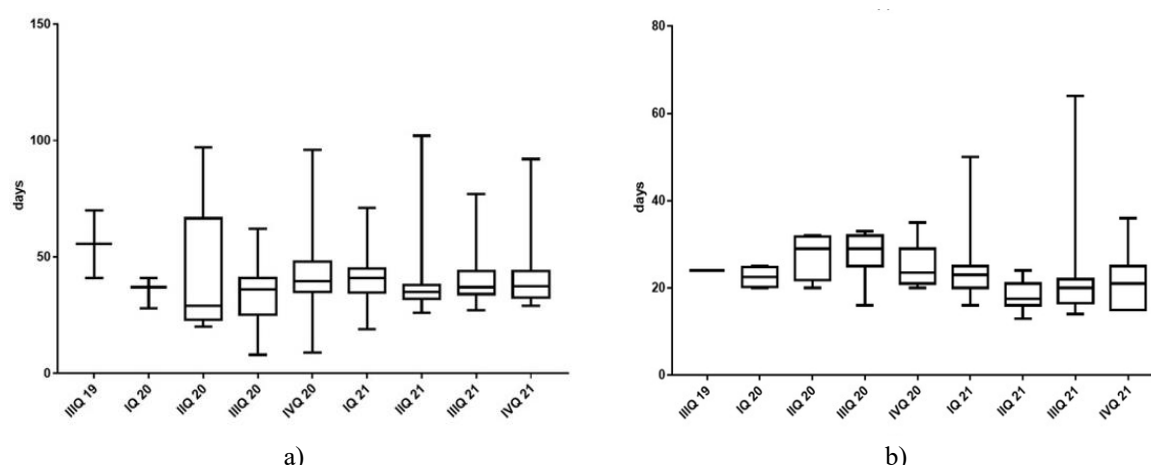 150
100
50
0
days
IIIQ 19
IQ 20
IIQ 20
IIIQ 20
IVQ 20
IQ 21
IIQ 21
IIIQ 21
IVQ 21
a)
80
60
40
20
0
days
IIIQ 19
IQ 20
IIQ 20
IIIQ 20
IVQ 20
IQ 21
IIQ 21
IIIQ 21
IVQ 21
b)